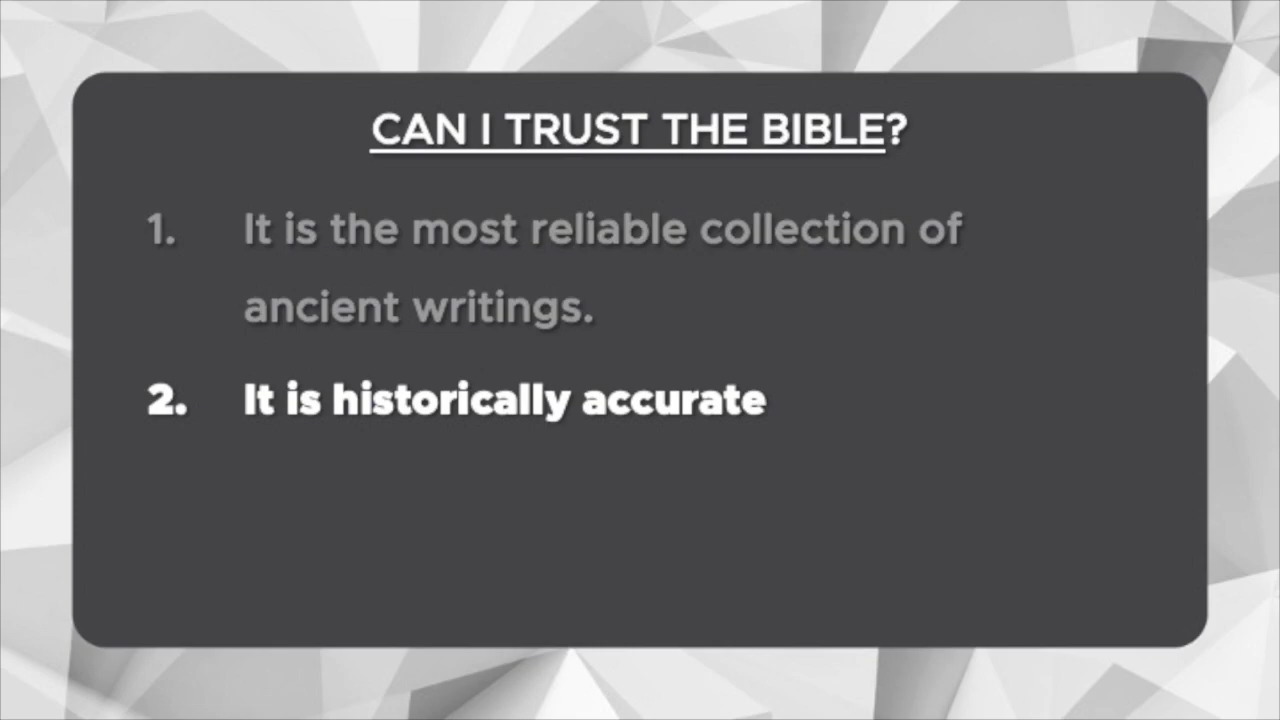 CAN I TRUST THE BIBLE?
1. It is the most reliable collection of
ancient writings.
2. It is historically accurate